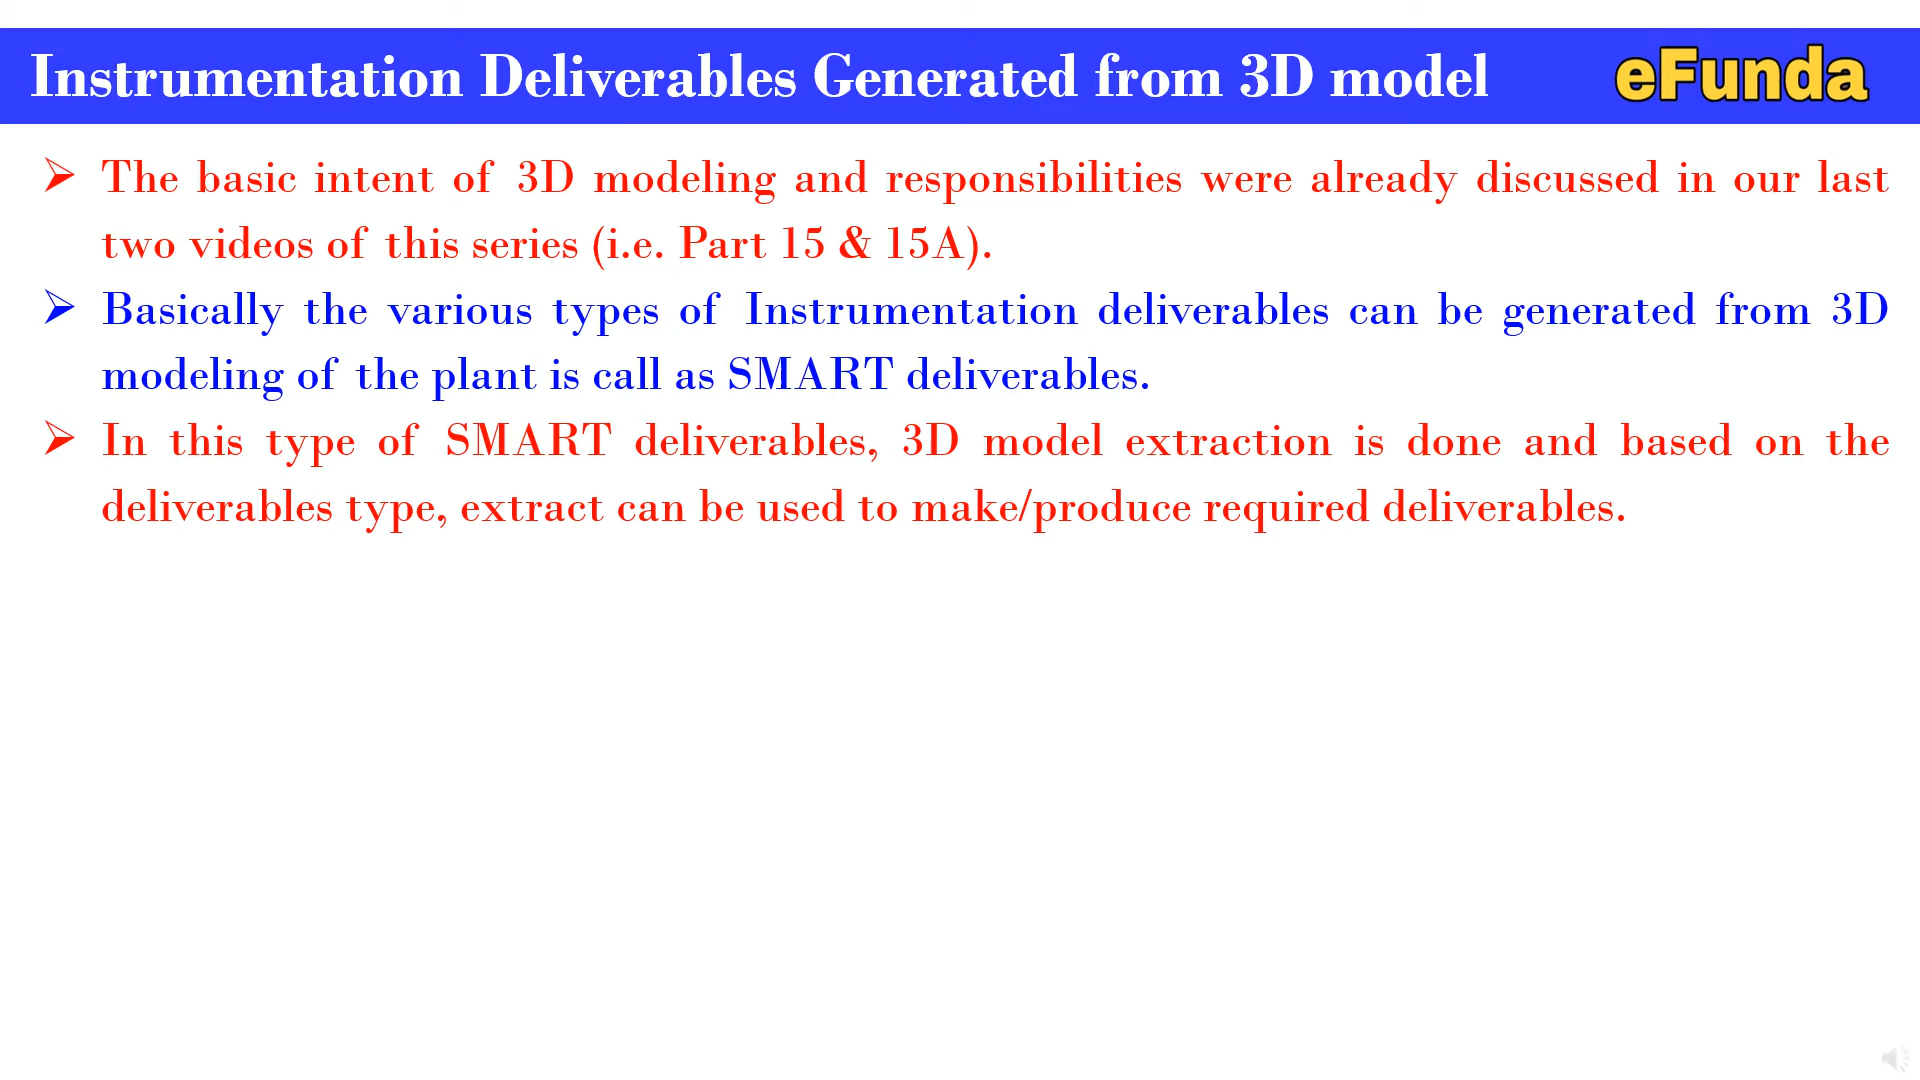 Instrumentation Deliverables Generated from 3D model
eFunda
The basic intent of 3D modeling and responsibilities were already discussed in our last
two videos of this series (i.e. Part 15 & 15A).
Basically the various types of Instrumentation deliverables can be generated from 3D
modeling of the plant is call as SMART deliverables.
In this type of SMART deliverables, 3D model extraction is done and based on the
deliverables type, extract can be used to make/produce required deliverables.